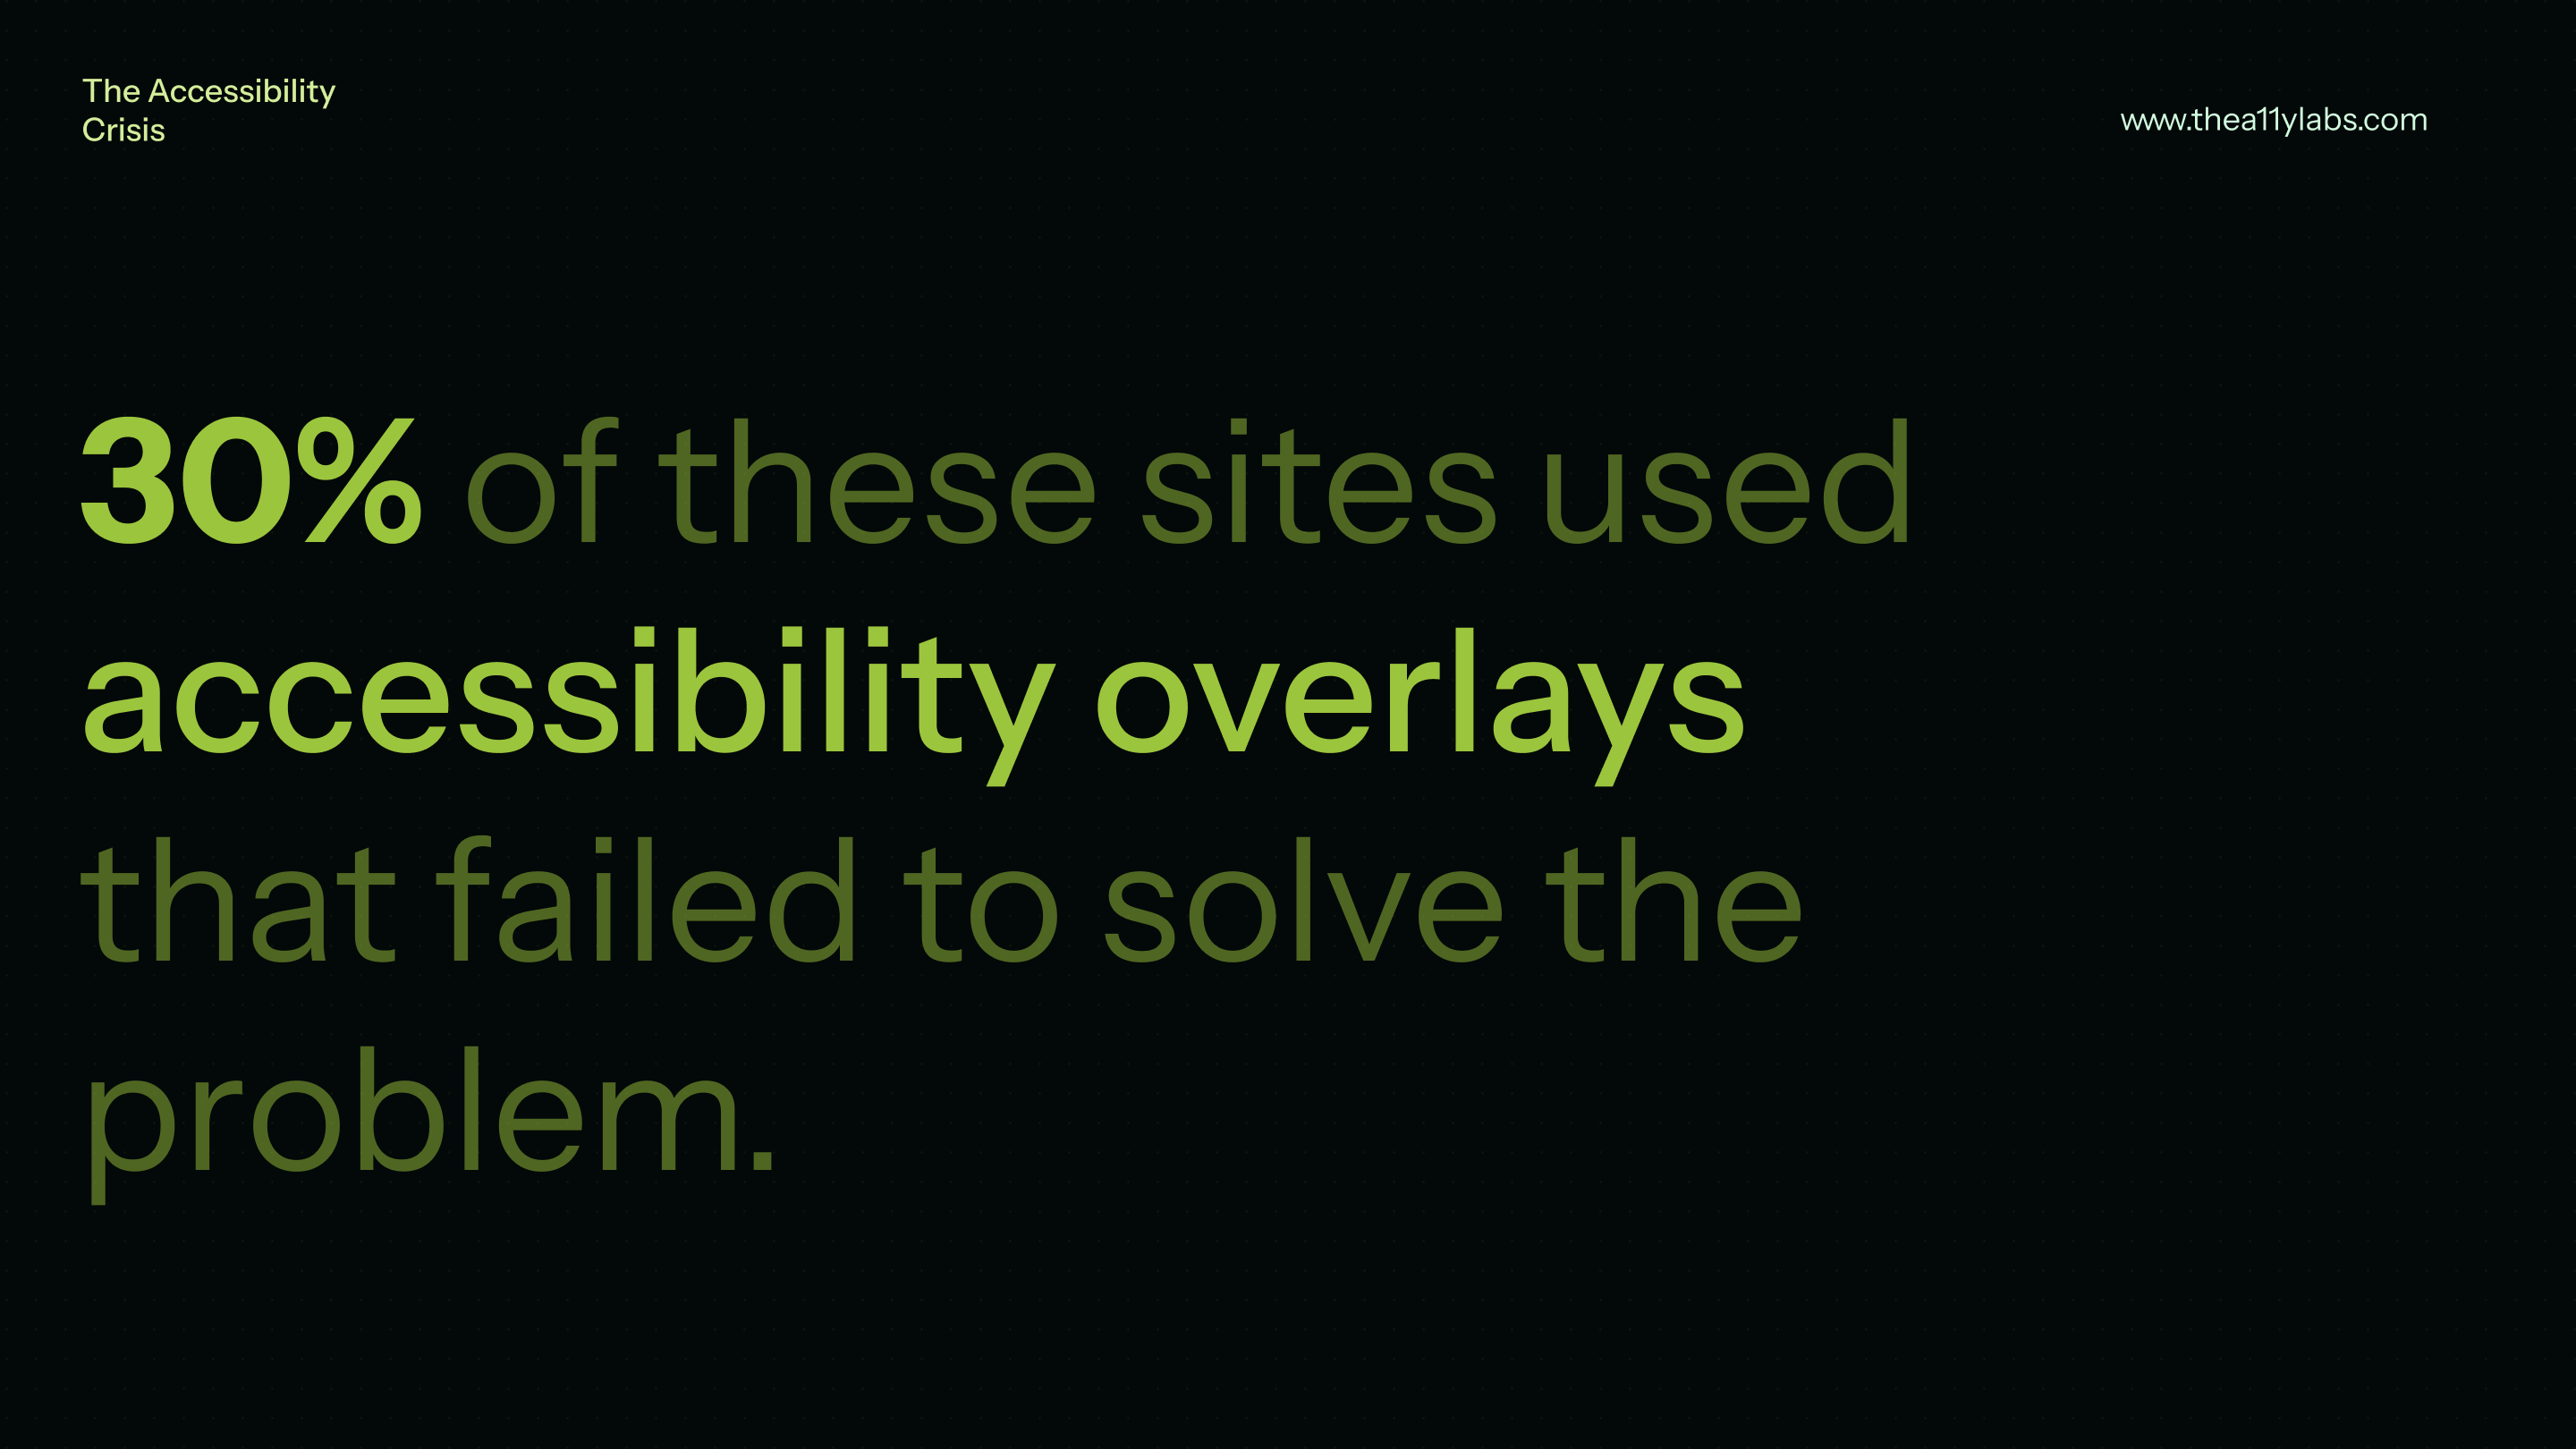 The Accessibility
Crisis
www.thea11ylabs.com
30% of these sites used
accessibility overlays
that failed to solve the
problem.